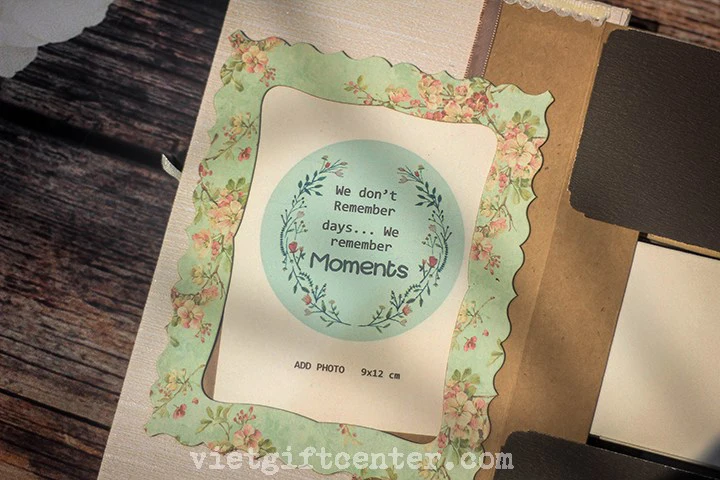 We don't
Remember
days... We
remember
Moments
ADD PHOTO 9x12 cm
vietgiftcenter.com